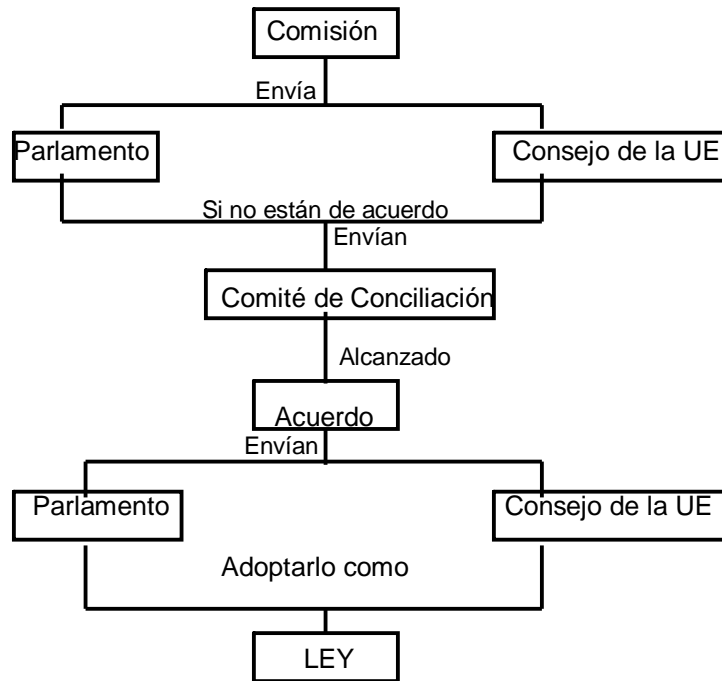 Comisión
Envía
Parlamento
Consejo de la UE
Si no están de acuerdo
Envían
Comité de Conciliación
Alcanzado
Acuerdo
Envían
Parlamento
Consejo de la UE
Adoptarlo como
LEY